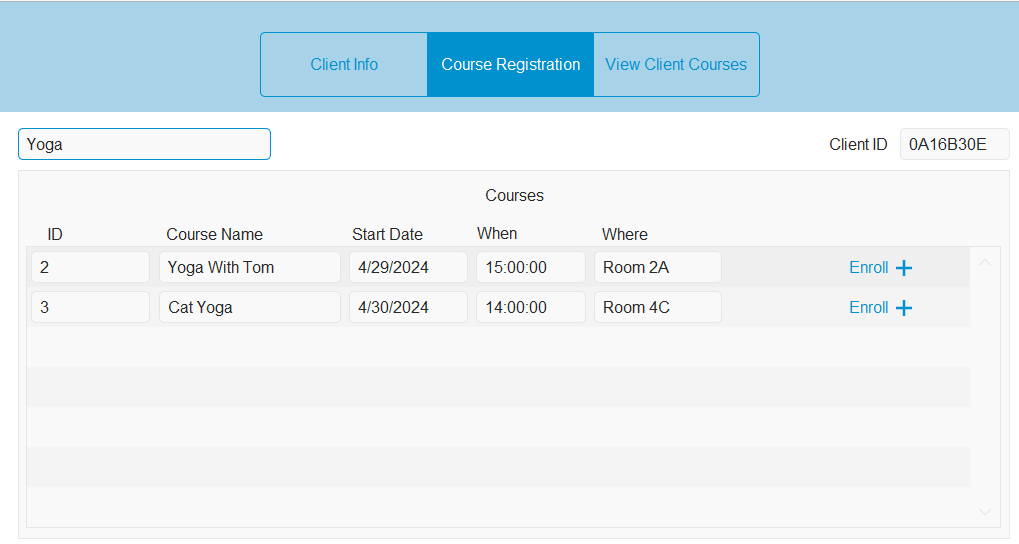 Client Info Course Registration View Client Courses
Yoga Client ID 0A16B30E
Courses
ID Course Name Start Date When Where
2 Yoga With Tom 4/29/2024 15:00:00 Room 2A Enroll +
3 Cat Yoga 4/30/2024 14:00:00 Room 4C Enroll +